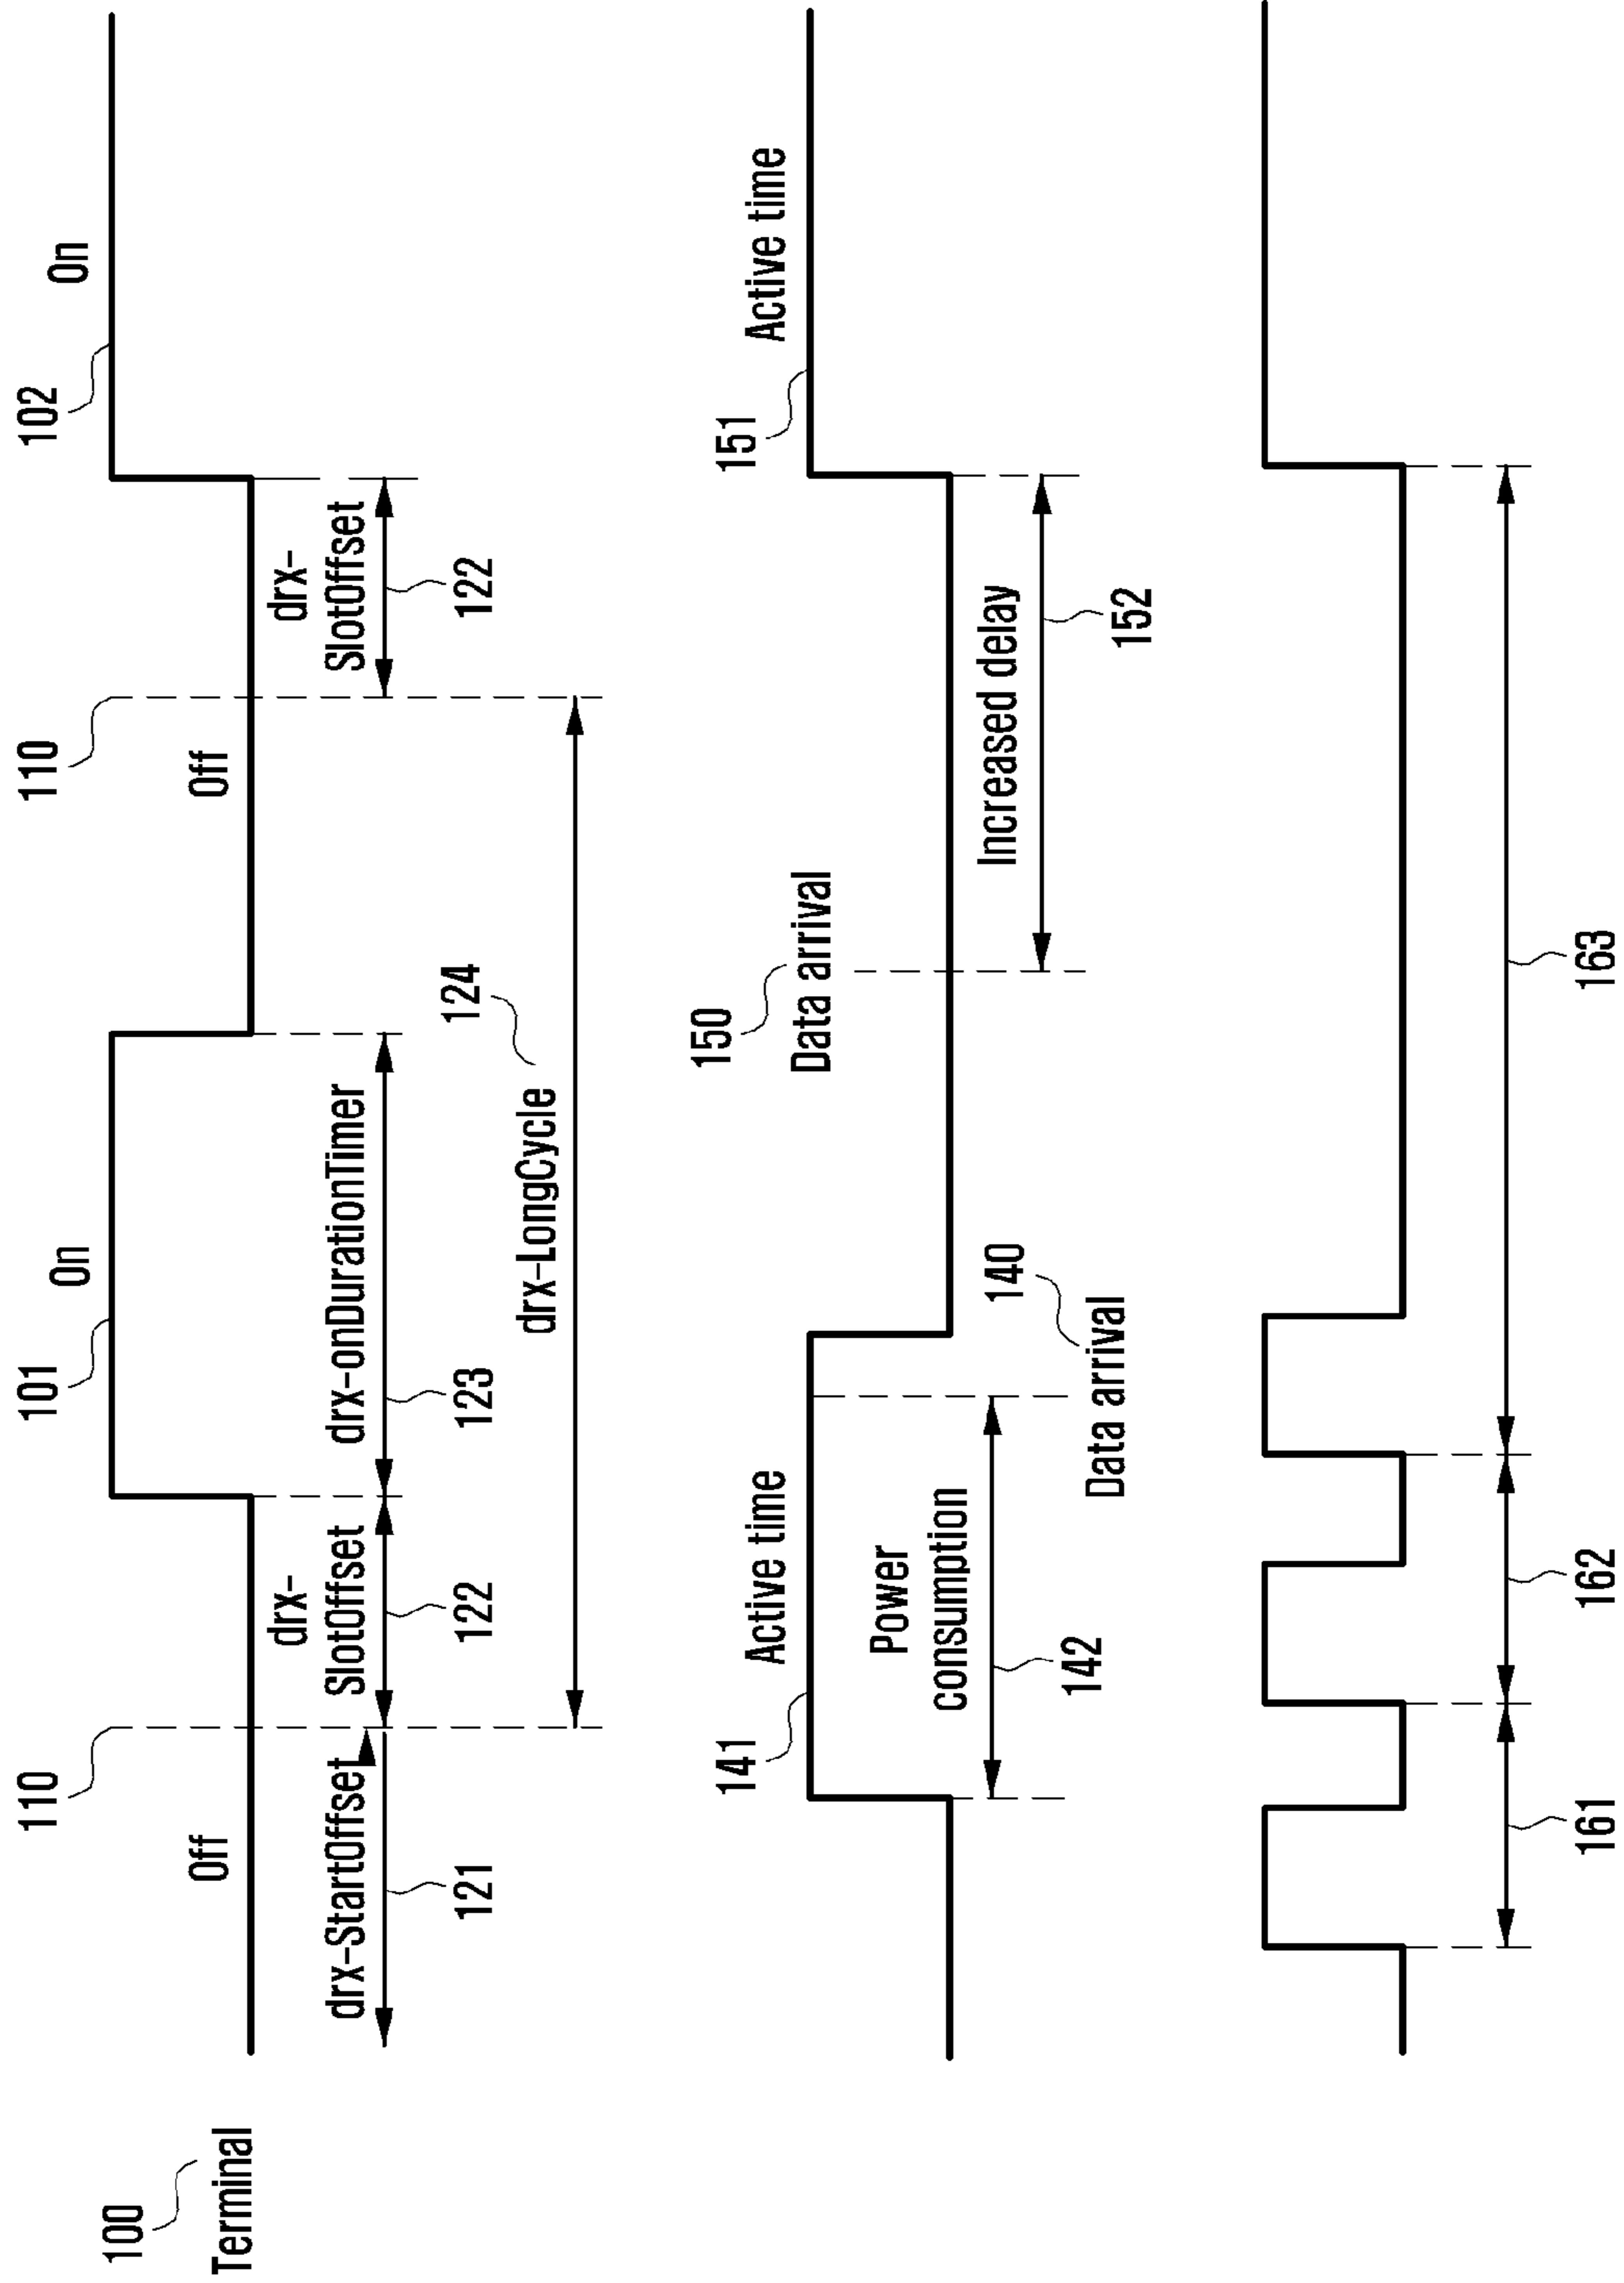 100
Terminal
110
101
On
110
102
On
Off
Off
drx-StartOffset
121
drx-
SlotOffset
122
drx-onDurationTimer
123
drx-
SlotOffset
122
drx-LongCycle
124
141
Active time
Power
consumption
142
140
Data arrival
150
Data arrival
151
Active time
Increased delay
152
161
162
163